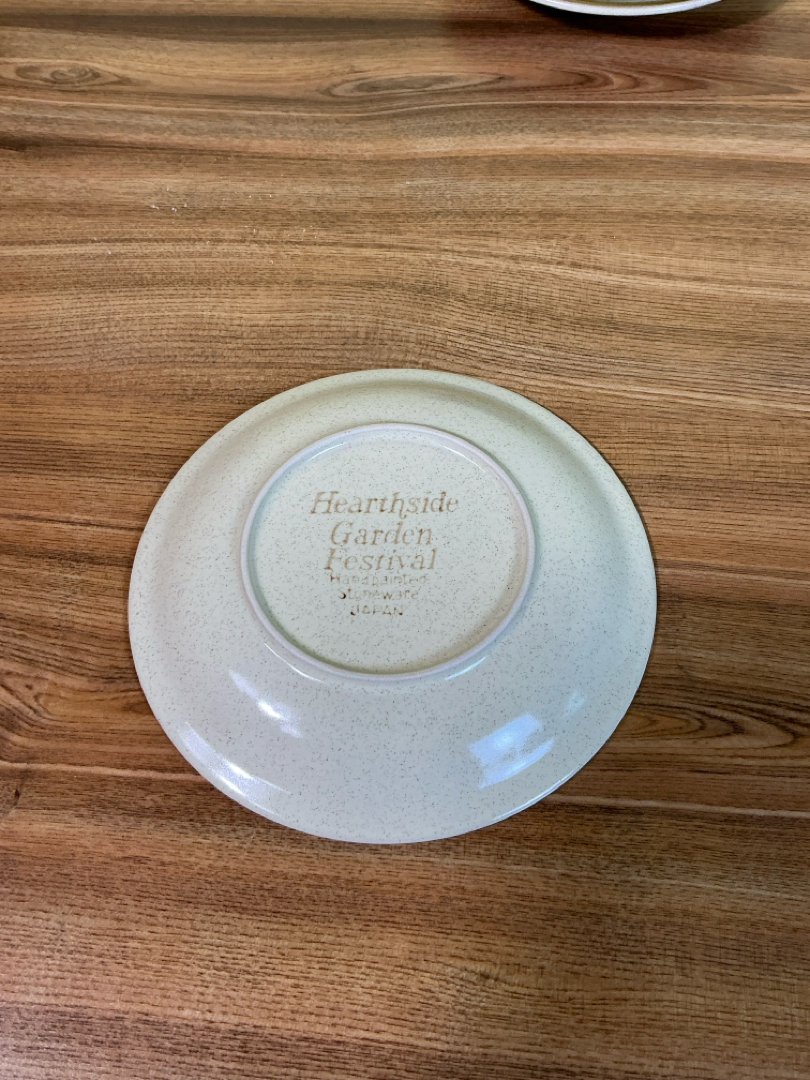 Hearthside
Garden
Festival
Handpainted
Stoneware
JAPAN